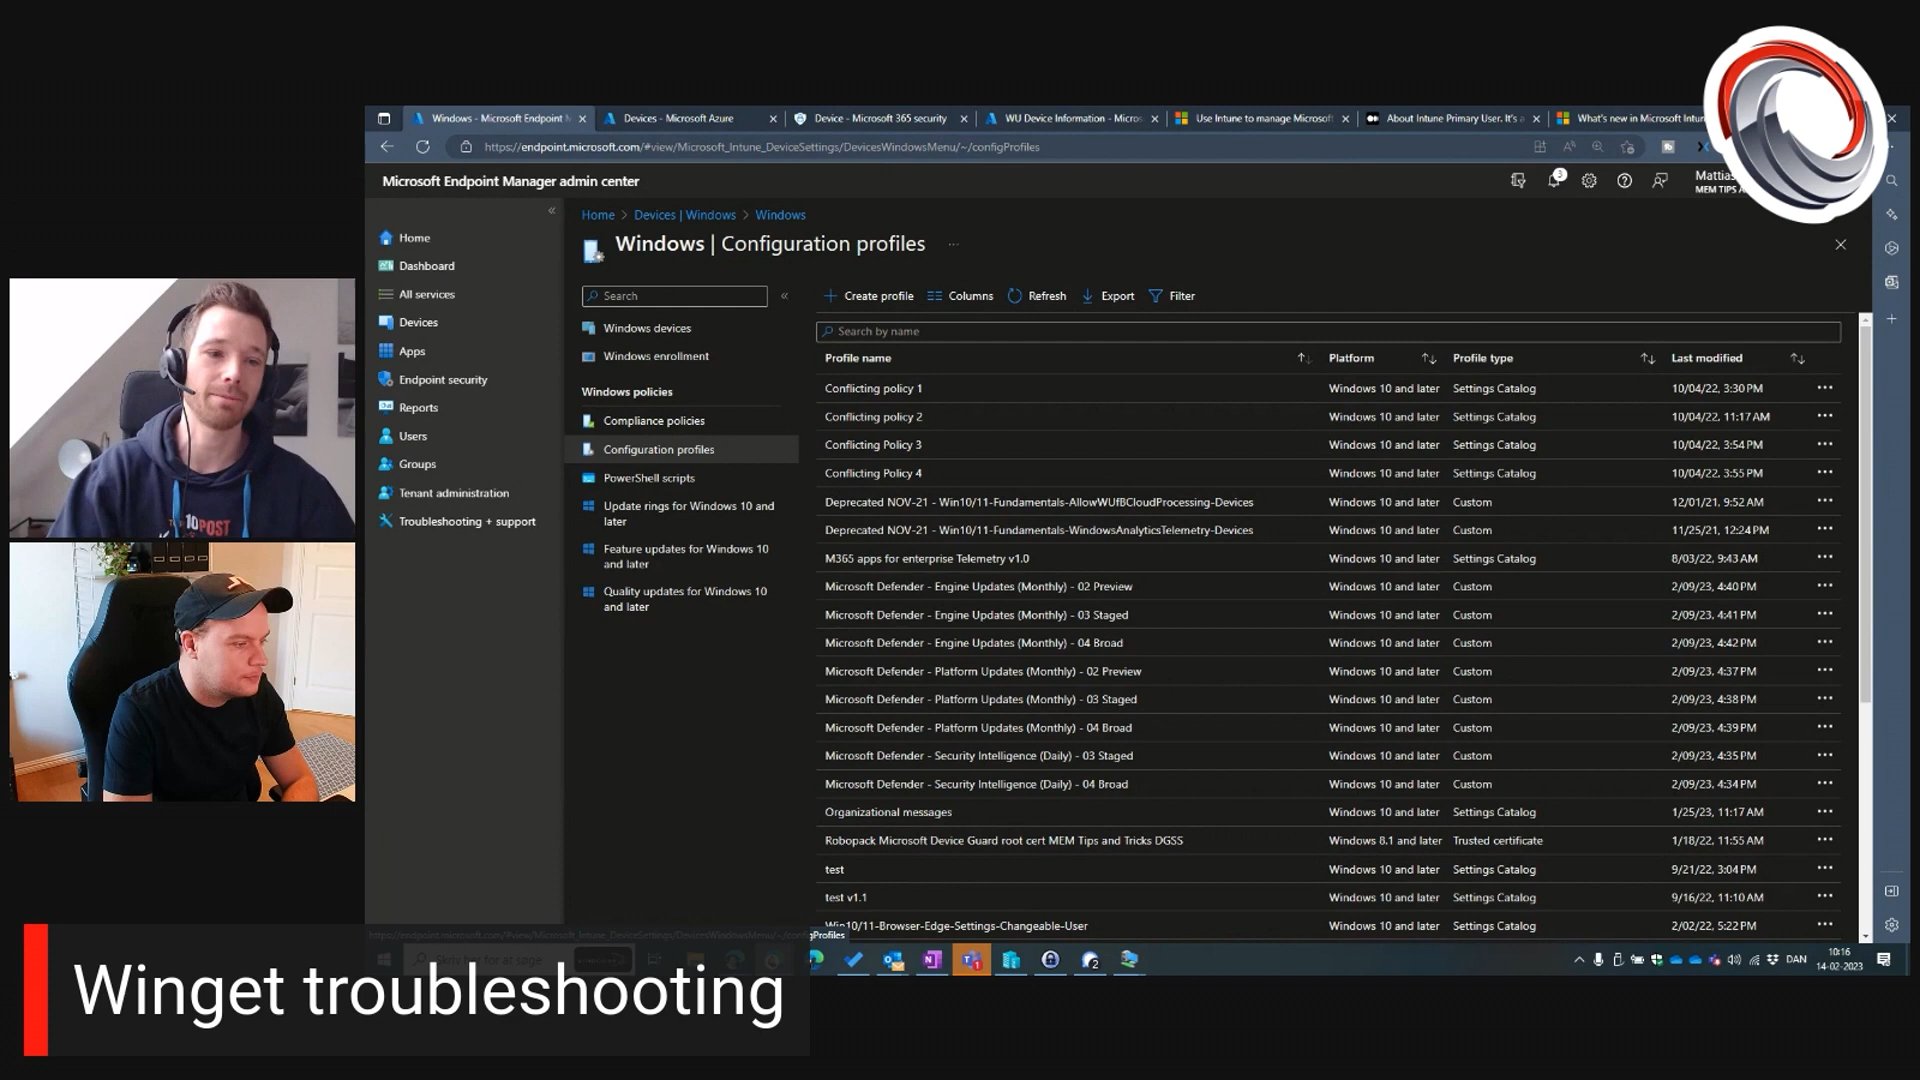 Windows - Microsoft Endpoint M
Devices - Microsoft Azure
Device - Microsoft 365 security
WU Device Information - Micros
Use Intune to manage Microsoft
About Intune Primary User. It's a
What's new in Microsoft Intun
https://endpoint.microsoft.com/#view/Microsoft_Intune_DeviceSettings/DevicesWindowsMenu/~/configProfiles
Microsoft Endpoint Manager admin center
3
Mattias
MEM TIPS A
Home
Dashboard
All services
Devices
Apps
Endpoint security
Reports
Users
Groups
Tenant administration
Troubleshooting + support
Home > Devices | Windows > Windows
Windows | Configuration profiles
Search
Windows devices
Windows enrollment
Windows policies
Compliance policies
Configuration profiles
PowerShell scripts
Update rings for Windows 10 and
later
Feature updates for Windows 10
and later
Quality updates for Windows 10
and later
Create profile Columns Refresh Export Filter
Search by name
Profile name Platform Profile type Last modified
Conflicting policy 1 Windows 10 and later Settings Catalog 10/04/22, 3:30 PM
Conflicting policy 2 Windows 10 and later Settings Catalog 10/04/22, 11:17 AM
Conflicting Policy 3 Windows 10 and later Settings Catalog 10/04/22, 3:54 PM
Conflicting Policy 4 Windows 10 and later Settings Catalog 10/04/22, 3:55 PM
Deprecated NOV-21 - Win10/11-Fundamentals-AllowWUfBCloudProcessing-Devices Windows 10 and later Custom 12/01/21, 9:52 AM
Deprecated NOV-21 - Win10/11-Fundamentals-WindowsAnalyticsTelemetry-Devices Windows 10 and later Custom 11/25/21, 12:24 PM
M365 apps for enterprise Telemetry v1.0 Windows 10 and later Settings Catalog 8/03/22, 9:43 AM
Microsoft Defender - Engine Updates (Monthly) - 02 Preview Windows 10 and later Custom 2/09/23, 4:40 PM
Microsoft Defender - Engine Updates (Monthly) - 03 Staged Windows 10 and later Custom 2/09/23, 4:41 PM
Microsoft Defender - Engine Updates (Monthly) - 04 Broad Windows 10 and later Custom 2/09/23, 4:42 PM
Microsoft Defender - Platform Updates (Monthly) - 02 Preview Windows 10 and later Custom 2/09/23, 4:37 PM
Microsoft Defender - Platform Updates (Monthly) - 03 Staged Windows 10 and later Custom 2/09/23, 4:38 PM
Microsoft Defender - Platform Updates (Monthly) - 04 Broad Windows 10 and later Custom 2/09/23, 4:39 PM
Microsoft Defender - Security Intelligence (Daily) - 03 Staged Windows 10 and later Custom 2/09/23, 4:35 PM
Microsoft Defender - Security Intelligence (Daily) - 04 Broad Windows 10 and later Custom 2/09/23, 4:34 PM
Organizational messages Windows 10 and later Settings Catalog 1/25/23, 11:17 AM
Robopack Microsoft Device Guard root cert MEM Tips and Tricks DGSS Windows 8.1 and later Trusted certificate 1/18/22, 11:55 AM
test Windows 10 and later Settings Catalog 9/21/22, 3:04 PM
test v1.1 Windows 10 and later Settings Catalog 9/16/22, 11:10 AM
Win10/11-Browser-Edge-Settings-Changeable-User Windows 10 and later Settings Catalog 2/02/22, 5:22 PM
https://endpoint.microsoft.com/#view/Microsoft_Intune_DeviceSettings/DevicesWindowsMenu/~/configProfiles
Skriv her for at søge
DAN
10:16
14-02-2023
10 POST
Winget troubleshooting